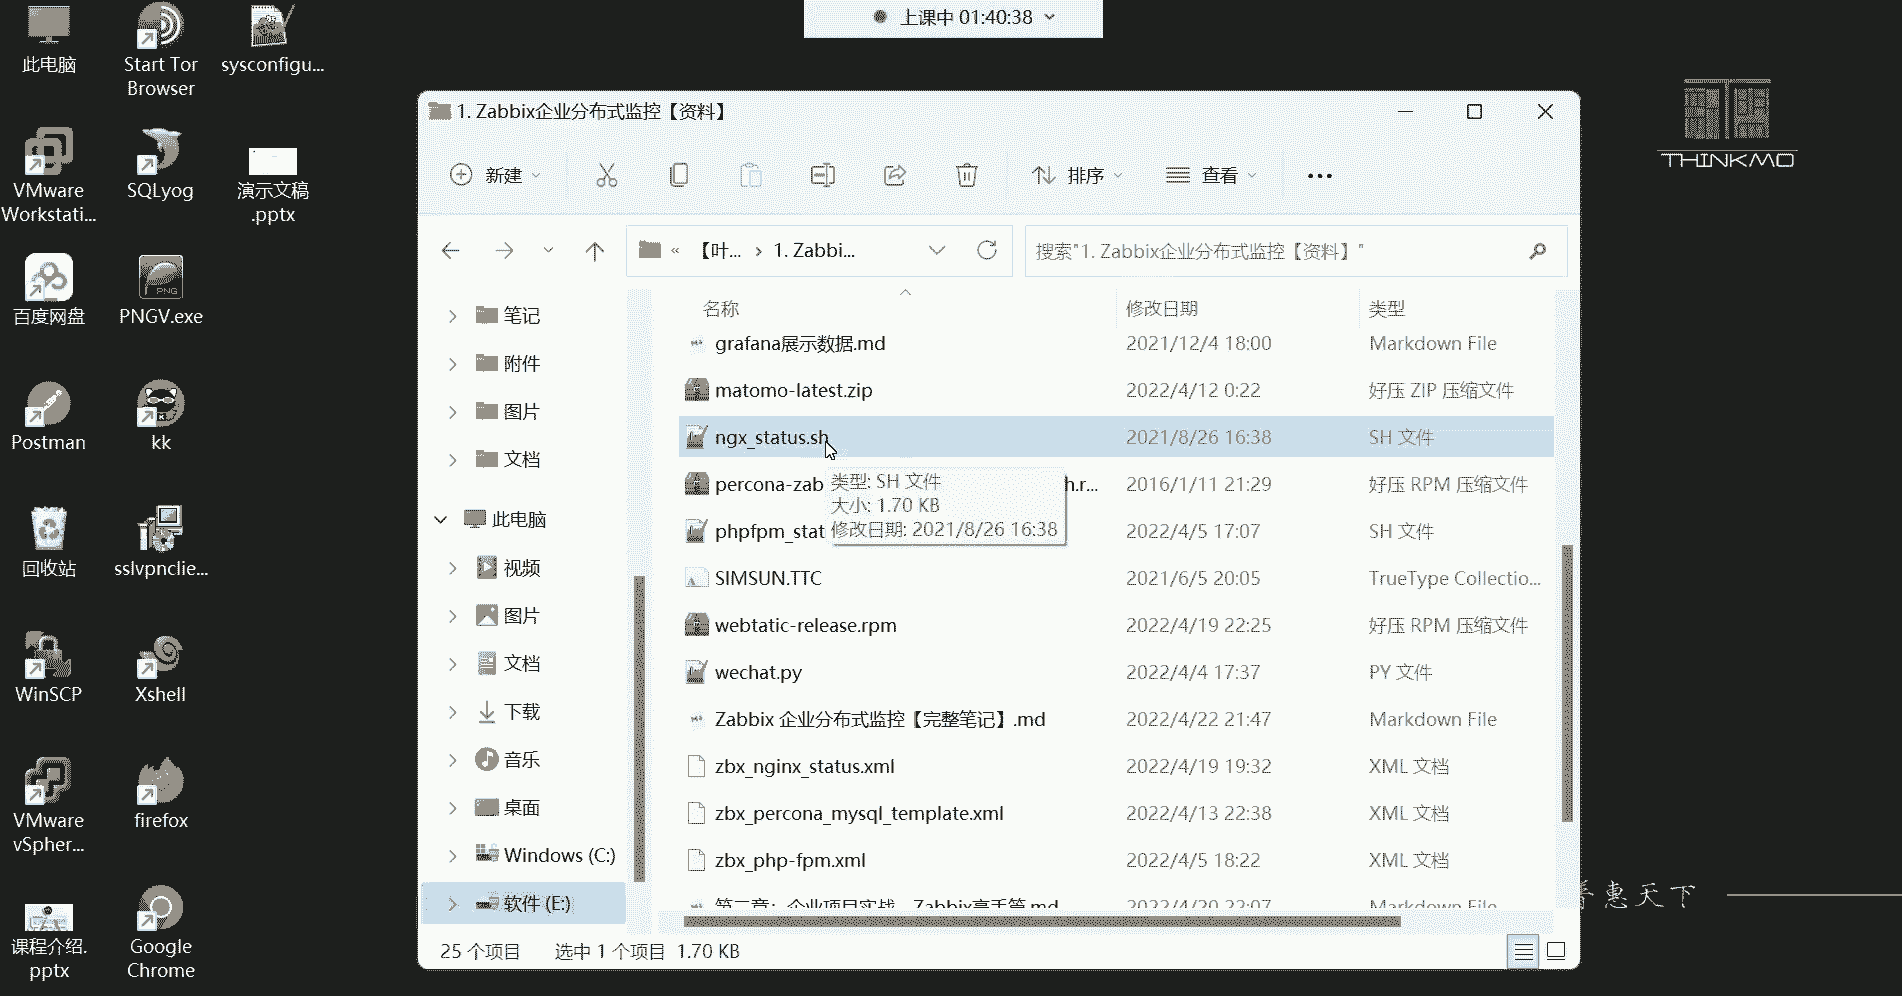 上课中 01:40:38
此电脑
Start Tor
Browser
sysconfigu...
VMware
Workstati...
SQLyog
演示文稿
.pptx
百度网盘
PNGV.exe
PNG
Postman
kk
回收站
sslvpnclie...
WinSCP
Xshell
VMware
vSpher...
firefox
课程介绍.
pptx
Google
Chrome
THINKMO
1. Zabbix企业分布式监控【资料】
新建
排序
查看
« 【叶... › 1. Zabbi...
搜索"1. Zabbix企业分布式监控【资料】"
笔记
附件
图片
文档
此电脑
视频
图片
文档
下载
音乐
桌面
Windows (C:)
软件 (E:)
名称 修改日期 类型
grafana展示数据.md 2021/12/4 18:00 Markdown File
matomo-latest.zip 2022/4/12 0:22 好压 ZIP 压缩文件
ngx_status.sh 2021/8/26 16:38 SH 文件
percona-zab h.r... 2016/1/11 21:29 好压 RPM 压缩文件
phpfpm_stat 2022/4/5 17:07 SH 文件
类型: SH 文件
大小: 1.70 KB
修改日期: 2021/8/26 16:38
SIMSUN.TTC 2021/6/5 20:05 TrueType Collectio...
webtatic-release.rpm 2022/4/19 22:25 好压 RPM 压缩文件
wechat.py 2022/4/4 17:37 PY 文件
Zabbix 企业分布式监控【完整笔记】.md 2022/4/22 21:47 Markdown File
zbx_nginx_status.xml 2022/4/19 19:32 XML 文档
zbx_percona_mysql_template.xml 2022/4/13 22:38 XML 文档
zbx_php-fpm.xml 2022/4/5 18:22 XML 文档
Zabbix高手篇.md 2022/4/20 22:07 Markdown File
25 个项目 选中 1 个项目 1.70 KB
惠天下